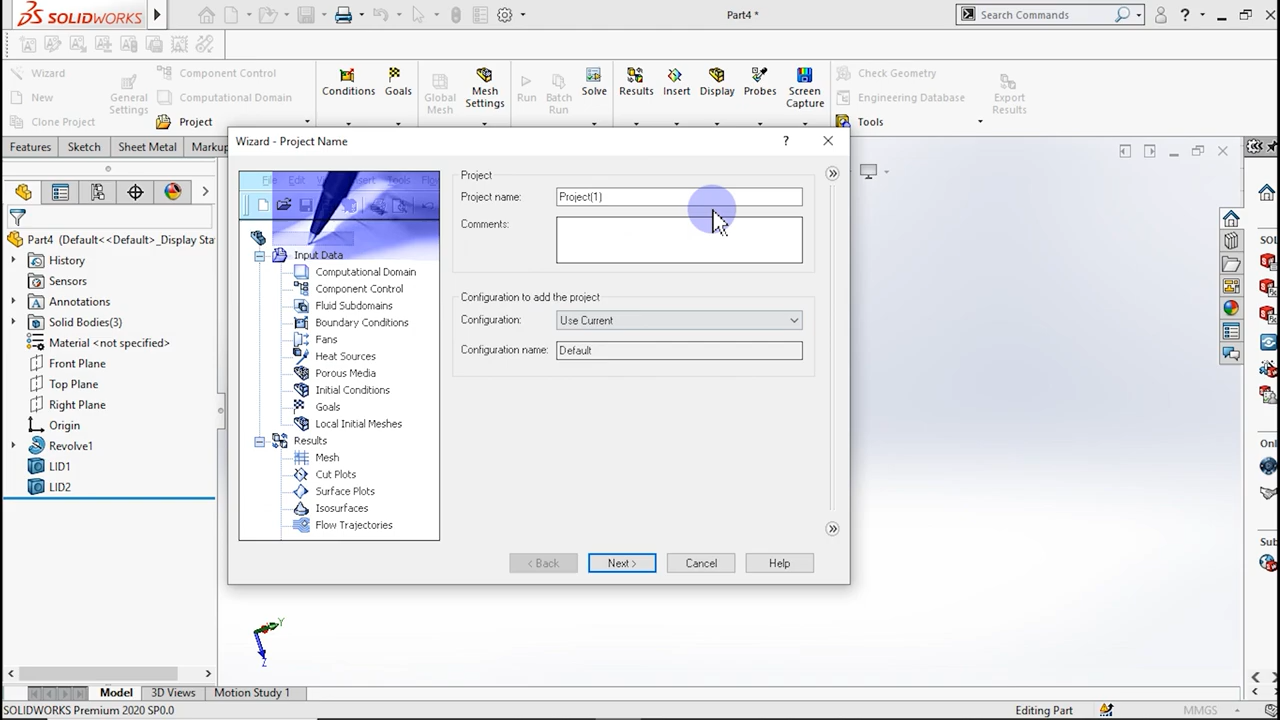 SOLIDWORKS
Part4 *
Search Commands
?
Wizard
New
Clone Project
General
Settings
Component Control
Computational Domain
Project
Conditions
Goals
Global
Mesh
Mesh
Settings
Run
Batch
Run
Solve
Results
Insert
Display
Probes
Screen
Capture
Check Geometry
Engineering Database
Tools
Export
Results
Features
Sketch
Sheet Metal
Markup
Part4 (Default<<Default>_Display Sta
History
Sensors
Annotations
Solid Bodies(3)
Material <not specified>
Front Plane
Top Plane
Right Plane
Origin
Revolve1
LID1
LID2
Wizard - Project Name
?
File Edit
Input Data
Computational Domain
Component Control
Fluid Subdomains
Boundary Conditions
Fans
Heat Sources
Porous Media
Initial Conditions
Goals
Local Initial Meshes
Results
Mesh
Cut Plots
Surface Plots
Isosurfaces
Flow Trajectories
Project
Project name:
Project(1)
Comments:
Configuration to add the project
Configuration:
Use Current
Configuration name:
Default
< Back
Next >
Cancel
Help
Y
Z
Onl
Sub
Model
3D Views
Motion Study 1
SOLIDWORKS Premium 2020 SP0.0
Editing Part
MMGS